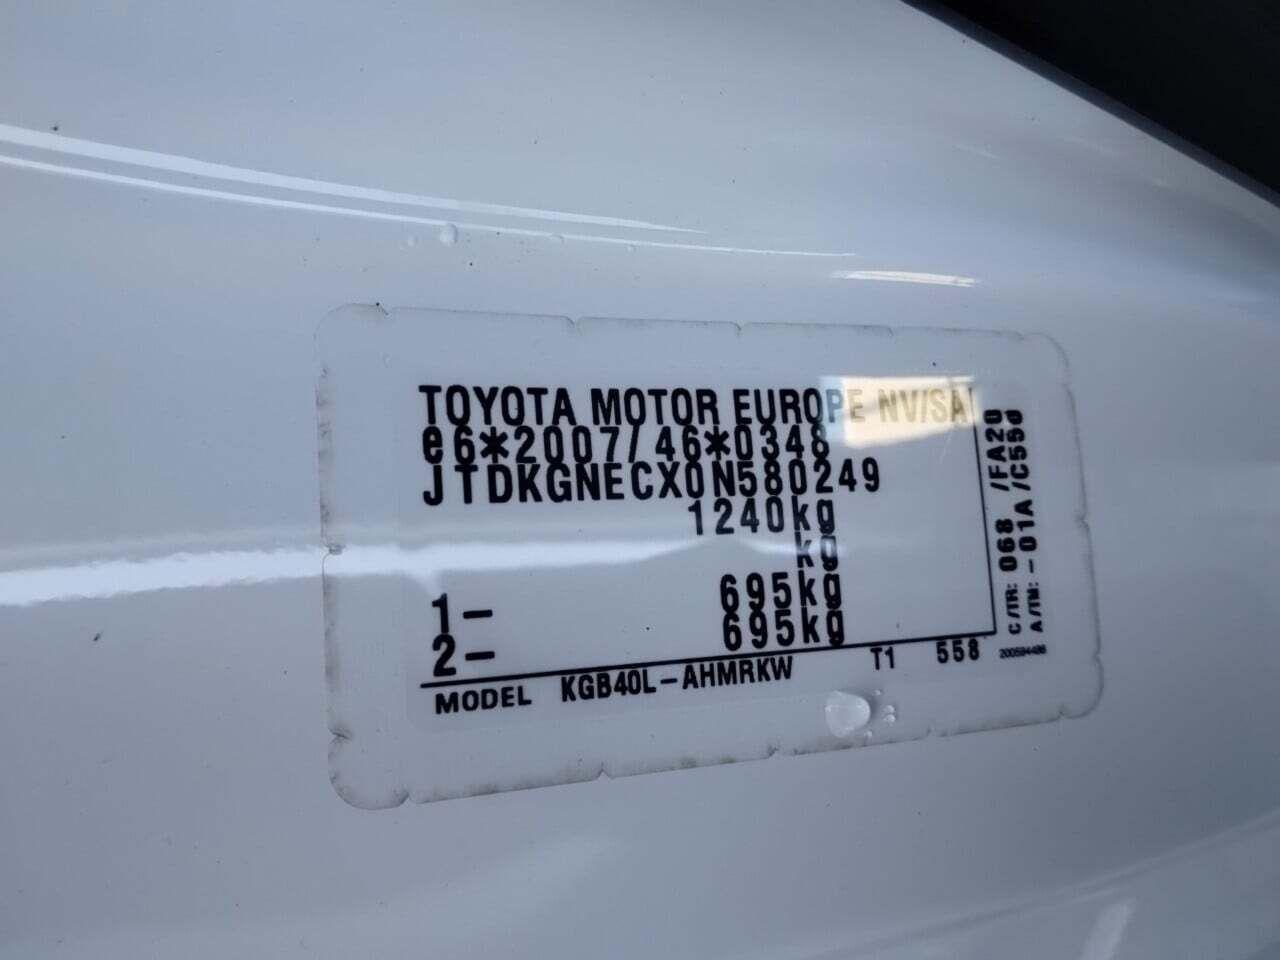 TOYOTA MOTOR EUROPE NV/SA
e6*2007/46*0348
JTDKGNECX0N580249
1240kg
kg
1- 695kg
2- 695kg
MODEL KGB40L-AHMRKW T1 558
C/TR: 068 /FA20
A/TM: -01A /C550